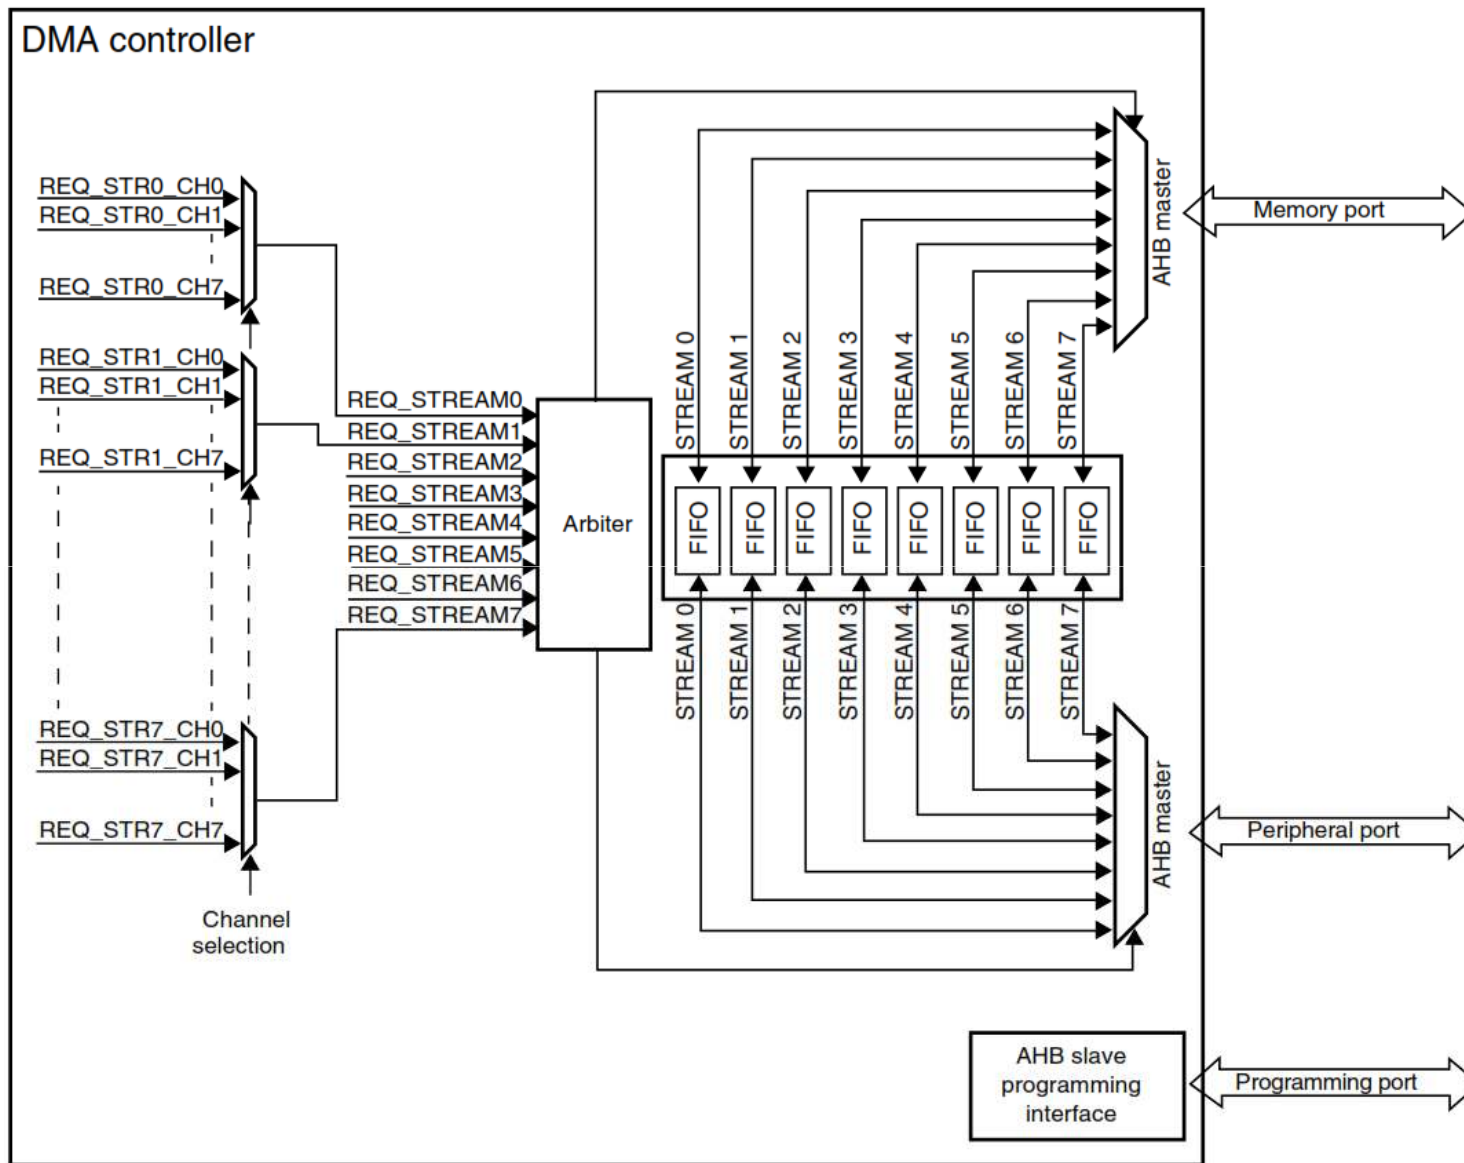 DMA controller
REQ_STR0_CH0
REQ_STR0_CH1
REQ_STR0_CH7
REQ_STR1_CH0
REQ_STR1_CH1
REQ_STR1_CH7
REQ_STR7_CH0
REQ_STR7_CH1
REQ_STR7_CH7
Channel
selection
REQ_STREAM0
REQ_STREAM1
REQ_STREAM2
REQ_STREAM3
REQ_STREAM4
REQ_STREAM5
REQ_STREAM6
REQ_STREAM7
Arbiter
STREAM 0
STREAM 1
STREAM 2
STREAM 3
STREAM 4
STREAM 5
STREAM 6
STREAM 7
FIFO
FIFO
FIFO
FIFO
FIFO
FIFO
FIFO
FIFO
STREAM 0
STREAM 1
STREAM 2
STREAM 3
STREAM 4
STREAM 5
STREAM 6
STREAM 7
AHB master
Memory port
AHB master
Peripheral port
AHB slave
programming
interface
Programming port